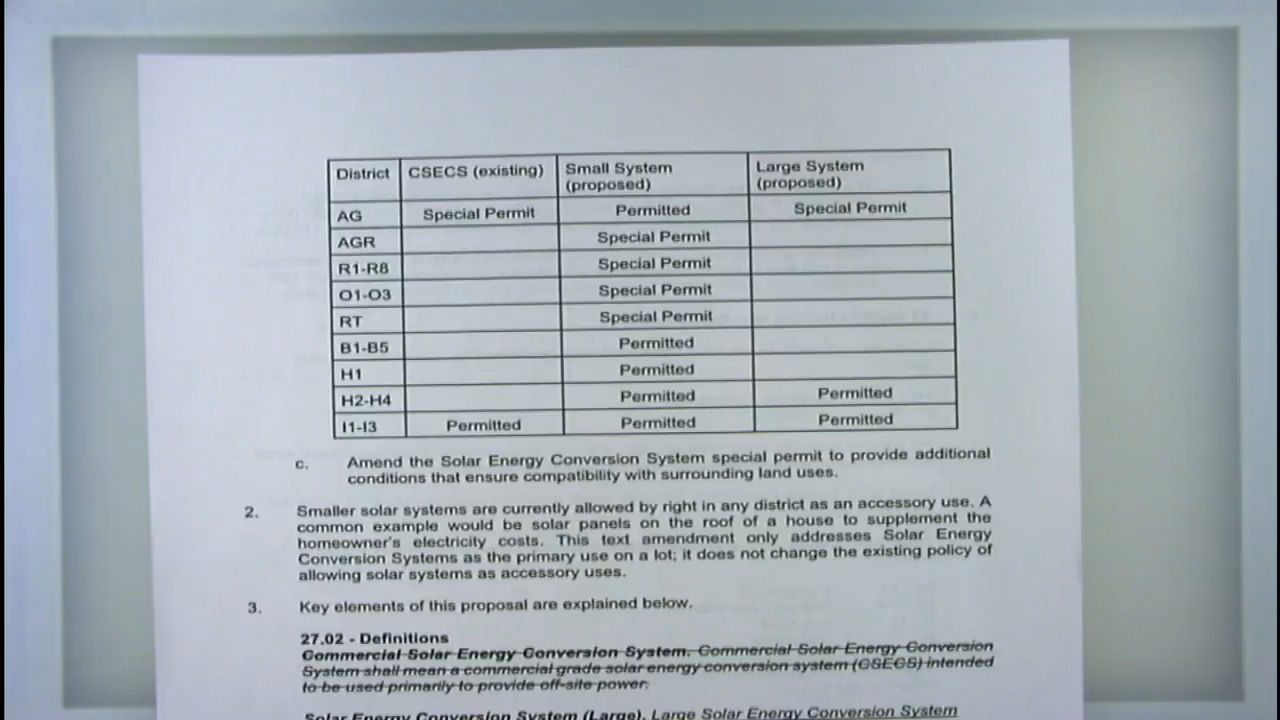 District CSECS (existing) Small System (proposed) Large System (proposed)
AG Special Permit Permitted Special Permit
AGR Special Permit
R1-R8 Special Permit
O1-O3 Special Permit
RT Special Permit
B1-B5 Permitted
H1 Permitted
H2-H4 Permitted Permitted
I1-I3 Permitted Permitted Permitted
c. Amend the Solar Energy Conversion System special permit to provide additional
conditions that ensure compatibility with surrounding land uses.
2. Smaller solar systems are currently allowed by right in any district as an accessory use. A
common example would be solar panels on the roof of a house to supplement the
homeowner's electricity costs. This text amendment only addresses Solar Energy
Conversion Systems as the primary use on a lot; it does not change the existing policy of
allowing solar systems as accessory uses.
3. Key elements of this proposal are explained below.
27.02 - Definitions
Commercial Solar Energy Conversion System. Commercial Solar Energy Conversion
System shall mean a commercial grade solar energy conversion system (CSECS) intended
to be used primarily to provide off-site power.
Solar Energy Conversion System (Large). Large Solar Energy Conversion System